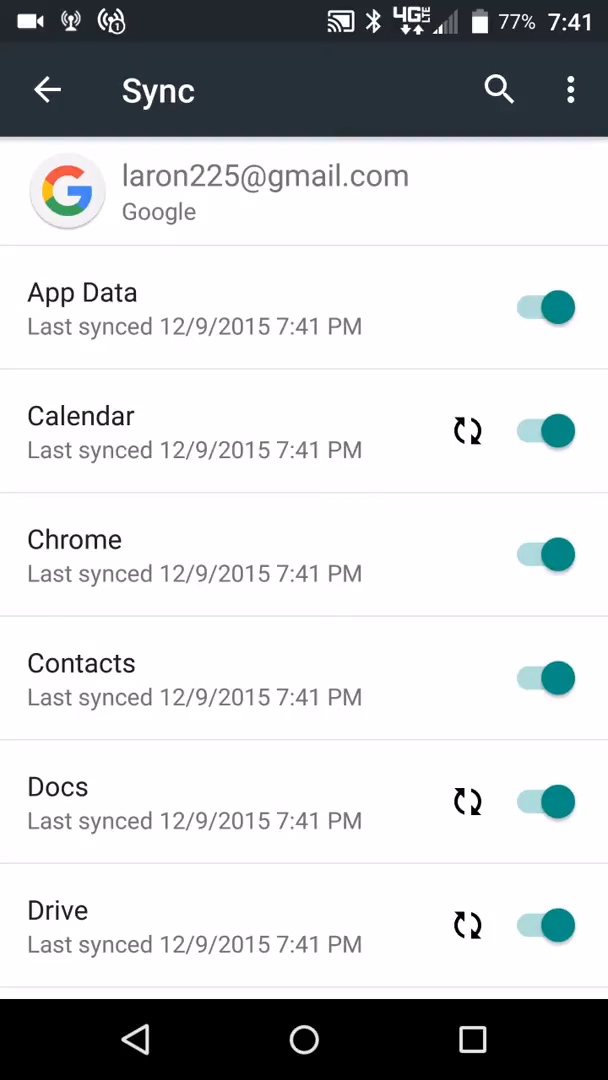 4G LTE 77% 7:41
Sync
laron225@gmail.com
Google
App Data
Last synced 12/9/2015 7:41 PM
Calendar
Last synced 12/9/2015 7:41 PM
Chrome
Last synced 12/9/2015 7:41 PM
Contacts
Last synced 12/9/2015 7:41 PM
Docs
Last synced 12/9/2015 7:41 PM
Drive
Last synced 12/9/2015 7:41 PM